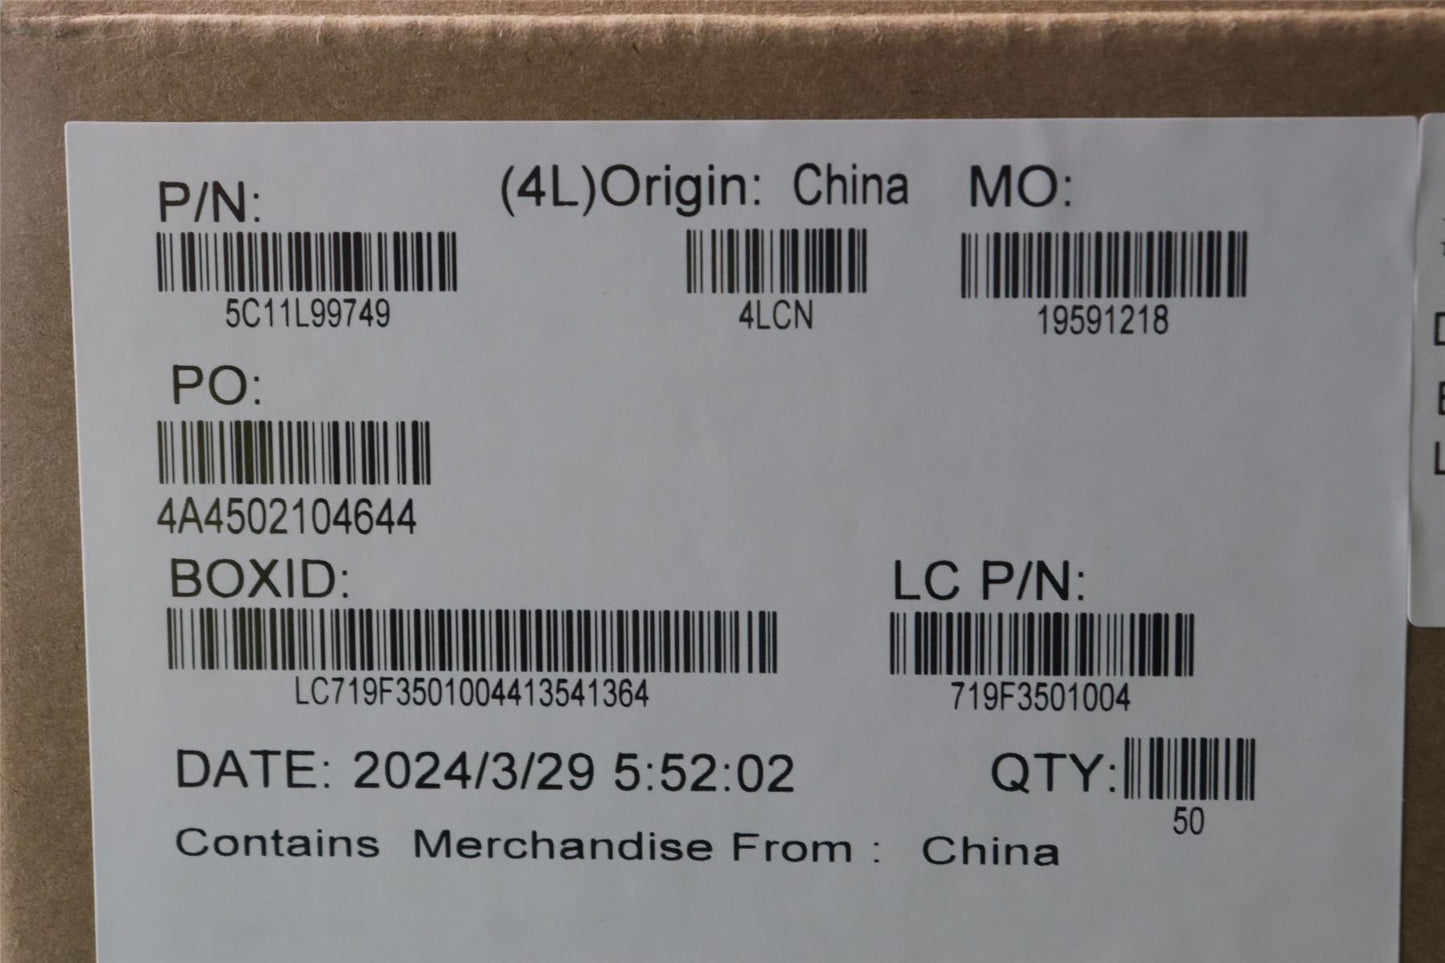 P/N: (4L)Origin: China MO:
5C11L99749 4LCN 19591218
PO:
4A4502104644
BOXID: LC P/N:
LC719F3501004413541364 719F3501004
DATE: 2024/3/29 5:52:02 QTY:
50
Contains Merchandise From : China